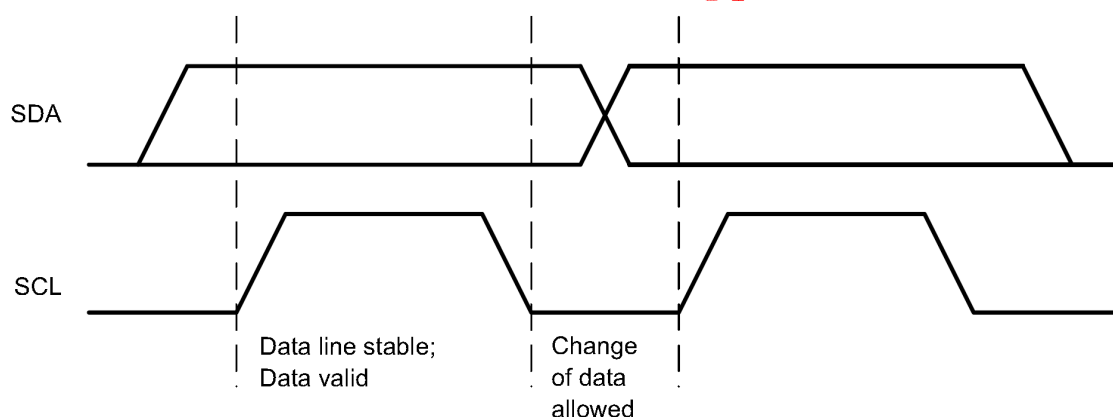 SDA
SCL
Data line stable;
Data valid
Change
of data
allowed